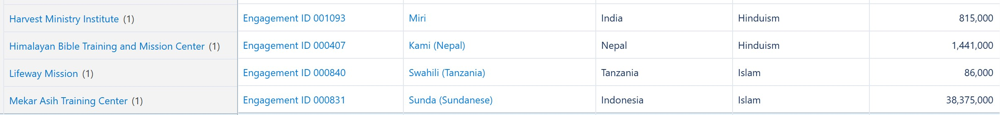 Harvest Ministry Institute (1) Engagement ID 001093 Miri India Hinduism 815,000
Himalayan Bible Training and Mission Center (1) Engagement ID 000407 Kami (Nepal) Nepal Hinduism 1,441,000
Lifeway Mission (1) Engagement ID 000840 Swahili (Tanzania) Tanzania Islam 86,000
Mekar Asih Training Center (1) Engagement ID 000831 Sunda (Sundanese) Indonesia Islam 38,375,000